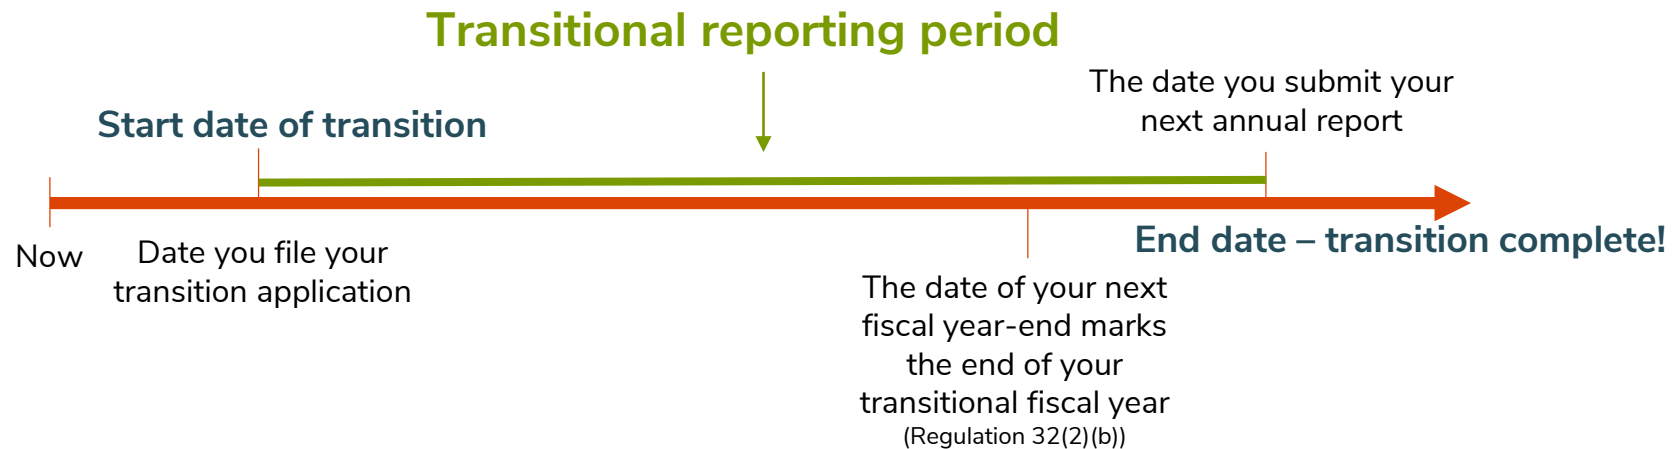 Transitional reporting period
Start date of transition
The date you submit your
next annual report
Now
Date you file your
transition application
End date – transition complete!
The date of your next
fiscal year-end marks
the end of your
transitional fiscal year
(Regulation 32(2)(b))